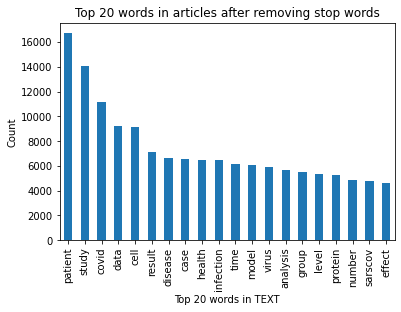 Top 20 words in articles after removing stop words
Count
16000
14000
12000
10000
8000
6000
4000
2000
0
patient
study
covid
data
cell
result
disease
case
health
infection
time
model
virus
analysis
group
level
protein
number
sarscov
effect
Top 20 words in TEXT